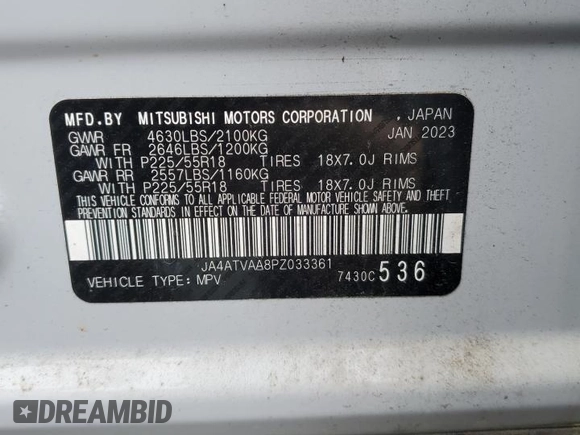 MFD.BY MITSUBISHI MOTORS CORPORATION , JAPAN
GVWR 4630LBS/2100KG JAN 2023
GAWR FR 2646LBS/1200KG
WITH P225/55R18 TIRES 18X7.0J RIMS
GAWR RR 2557LBS/1160KG
WITH P225/55R18 TIRES 18X7.0J RIMS
THIS VEHICLE CONFORMS TO ALL APPLICABLE FEDERAL MOTOR VEHICLE SAFETY AND THEFT
PREVENTION STANDARDS IN EFFECT ON THE DATE OF MANUFACTURE SHOWN ABOVE.
JA4ATVAA8PZ033361
VEHICLE TYPE: MPV 7430C 536
DREAMBID